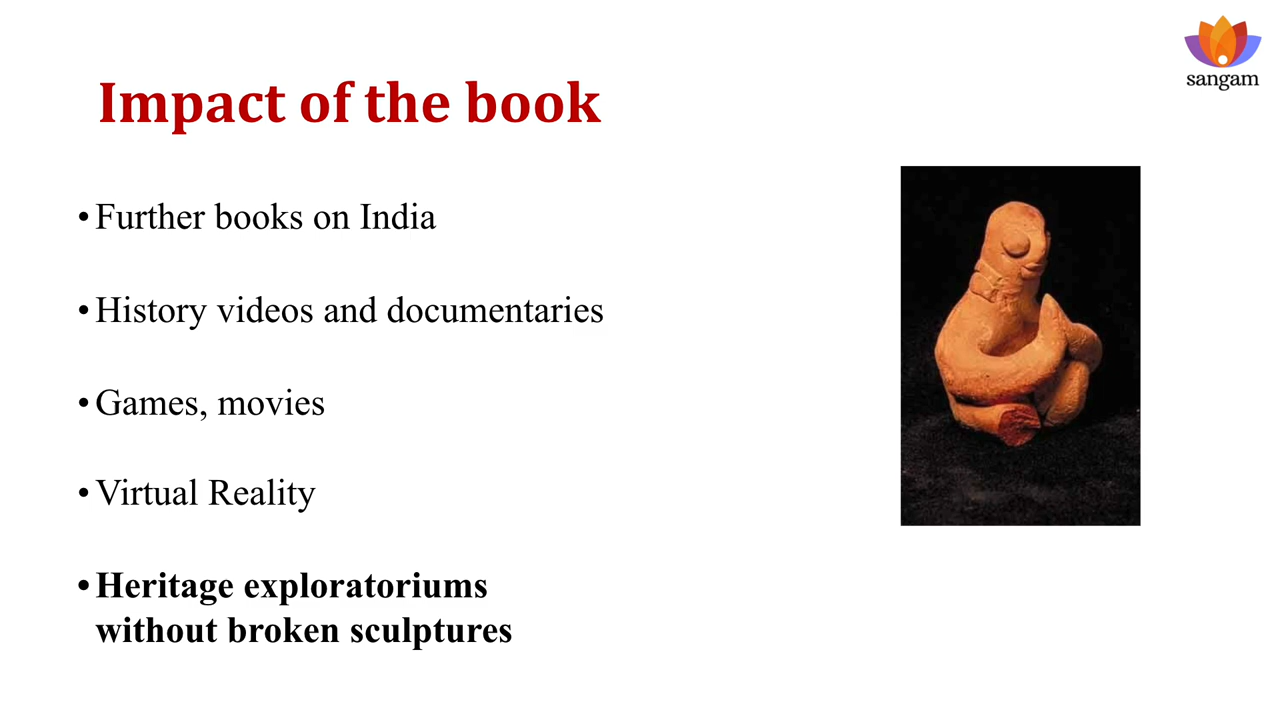 sangam
Impact of the book
• Further books on India
• History videos and documentaries
• Games, movies
• Virtual Reality
• Heritage exploratoriums
without broken sculptures